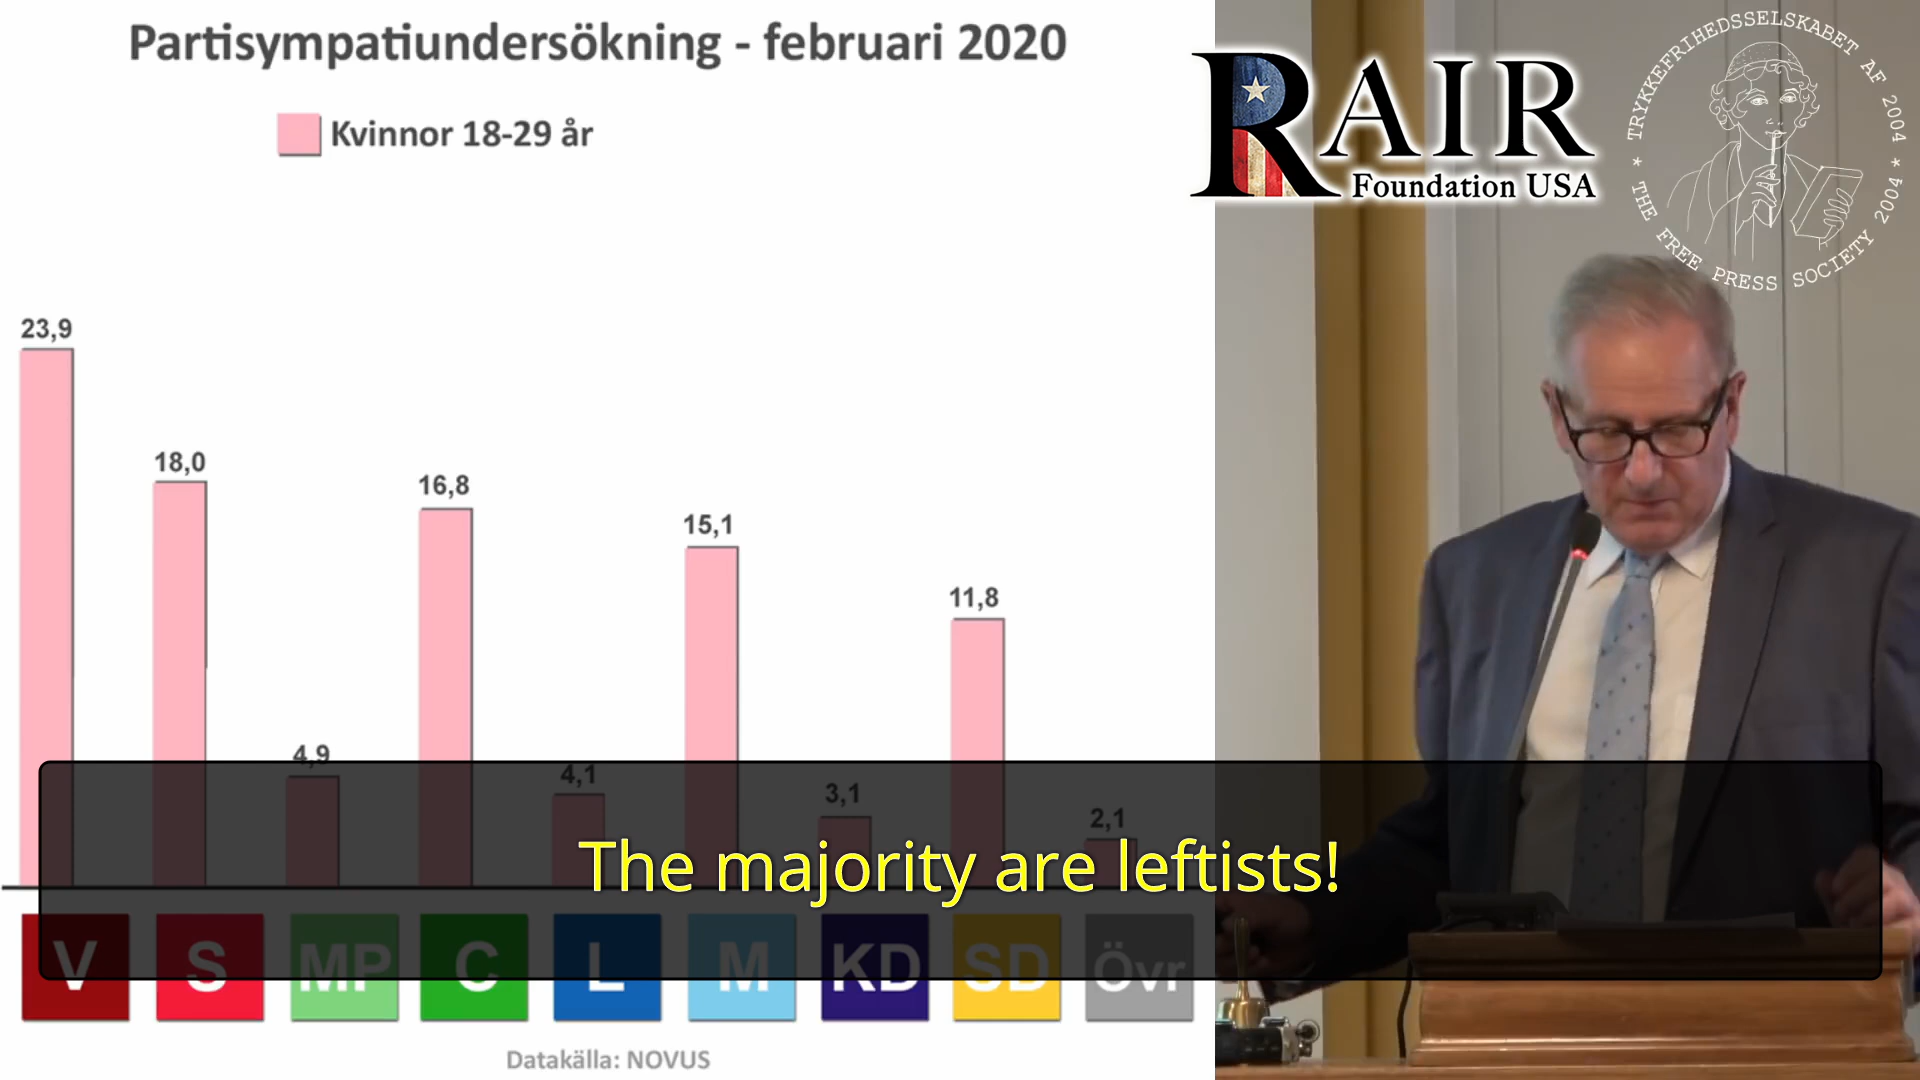 Partisympatiundersökning - februari 2020
Kvinnor 18-29 år
RAIR
Foundation USA
* TRYKKEFRIHEDSSELSKABET AF 2004 * THE FREE PRESS SOCIETY 2004
23,9
18,0
4,9
16,8
4,1
15,1
3,1
11,8
2,1
The majority are leftists!
V S MP C L M KD SD Övr
Datakälla: NOVUS